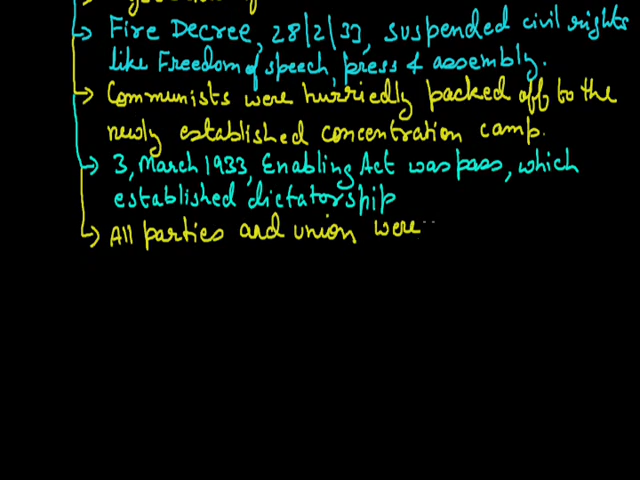 Fire Decree, 28/2/33, suspended civil rights
like Freedom of speech, press & assembly.
Communists were hurriedly packed off to the
newly established concentration camp.
3, March 1933, Enabling Act was pass, which
established dictatorship
All parties and union were